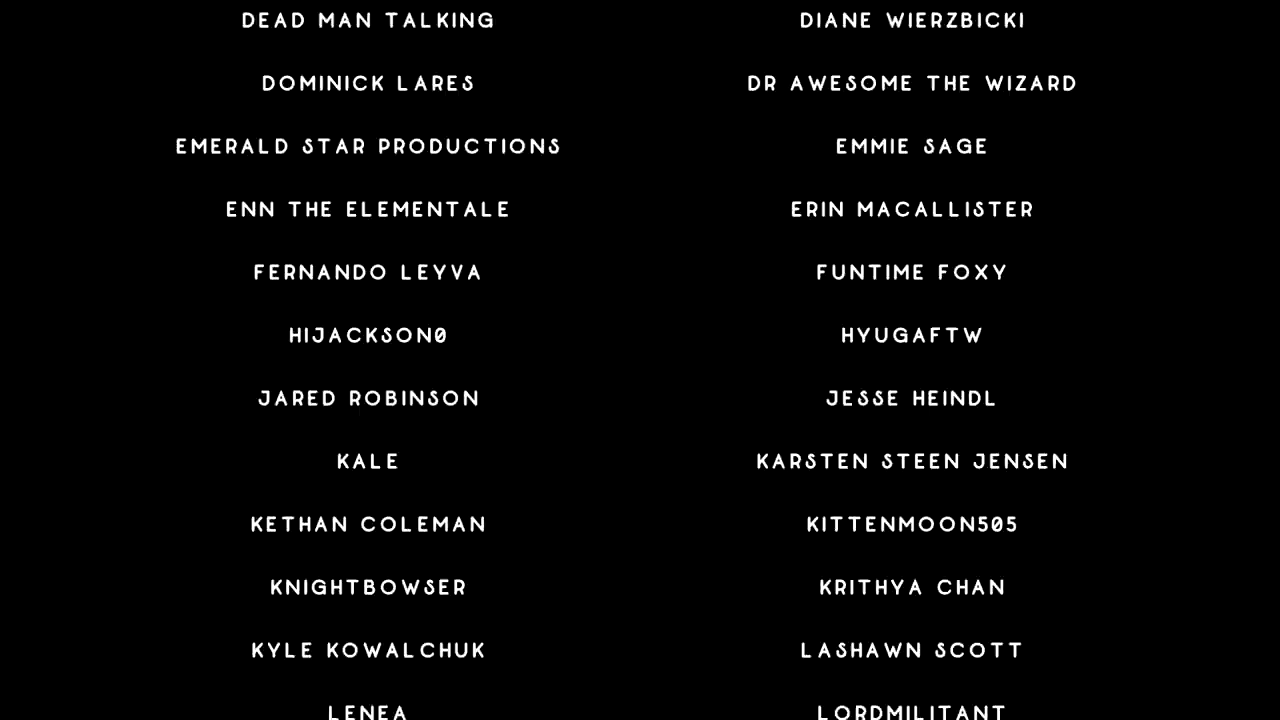 DEAD MAN TALKING DIANE WIERZBICKI
DOMINICK LARES DR AWESOME THE WIZARD
EMERALD STAR PRODUCTIONS EMMIE SAGE
ENN THE ELEMENTALE ERIN MACALLISTER
FERNANDO LEYVA FUNTIME FOXY
HIJACKSON0 HYUGAFTW
JARED ROBINSON JESSE HEINDL
KALE KARSTEN STEEN JENSEN
KETHAN COLEMAN KITTENMOON505
KNIGHTBOWSER KRITHYA CHAN
KYLE KOWALCHUK LASHAWN SCOTT
LENEA LORDMILITANT